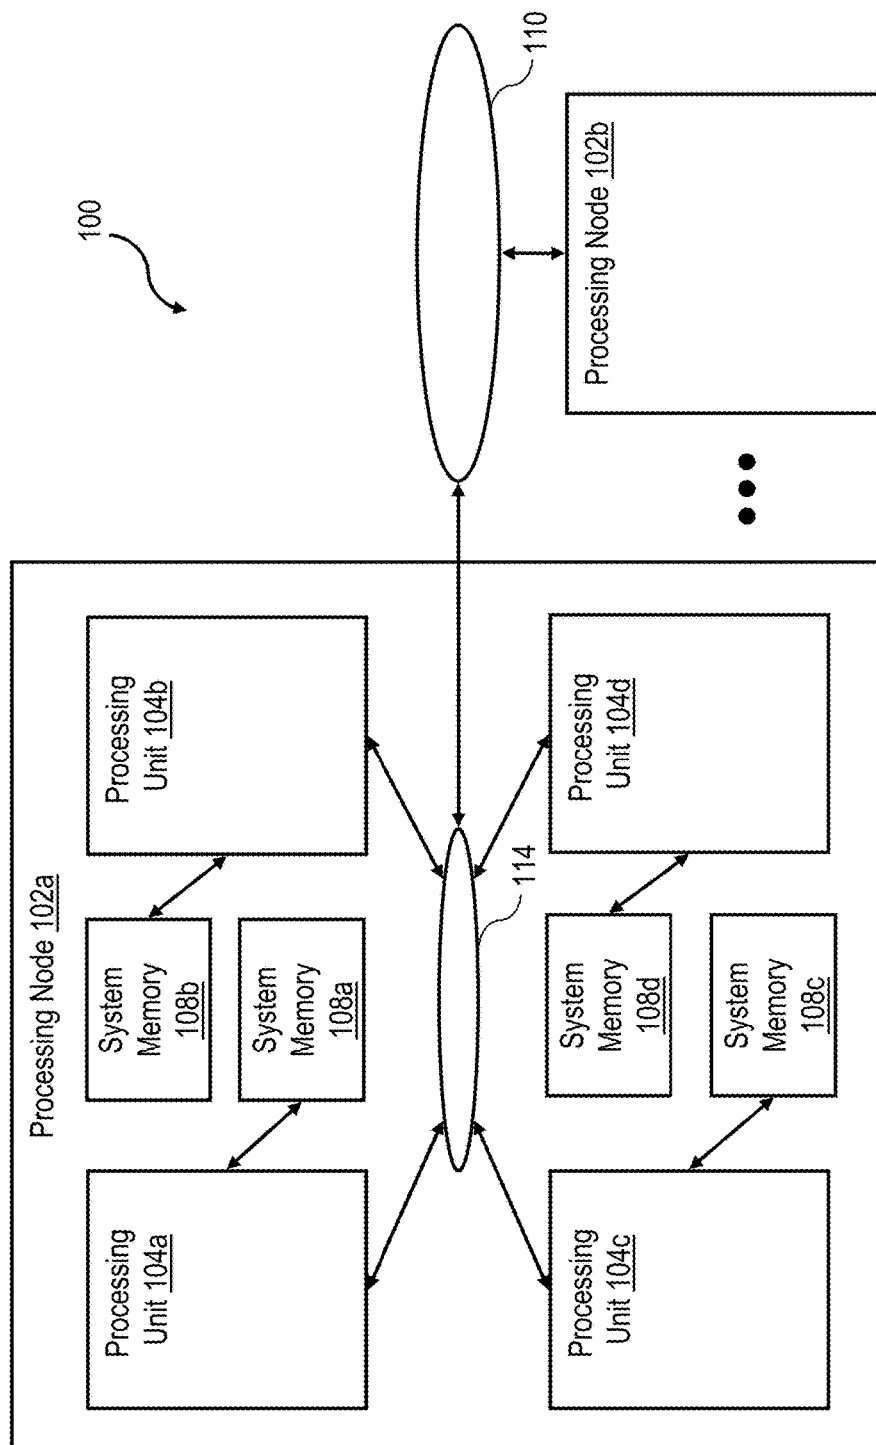 100
Processing Node 102a
Processing
Unit 104a
System
Memory
108b
System
Memory
108a
Processing
Unit 104b
114
110
Processing
Unit 104c
System
Memory
108d
System
Memory
108c
Processing
Unit 104d
Processing Node 102b